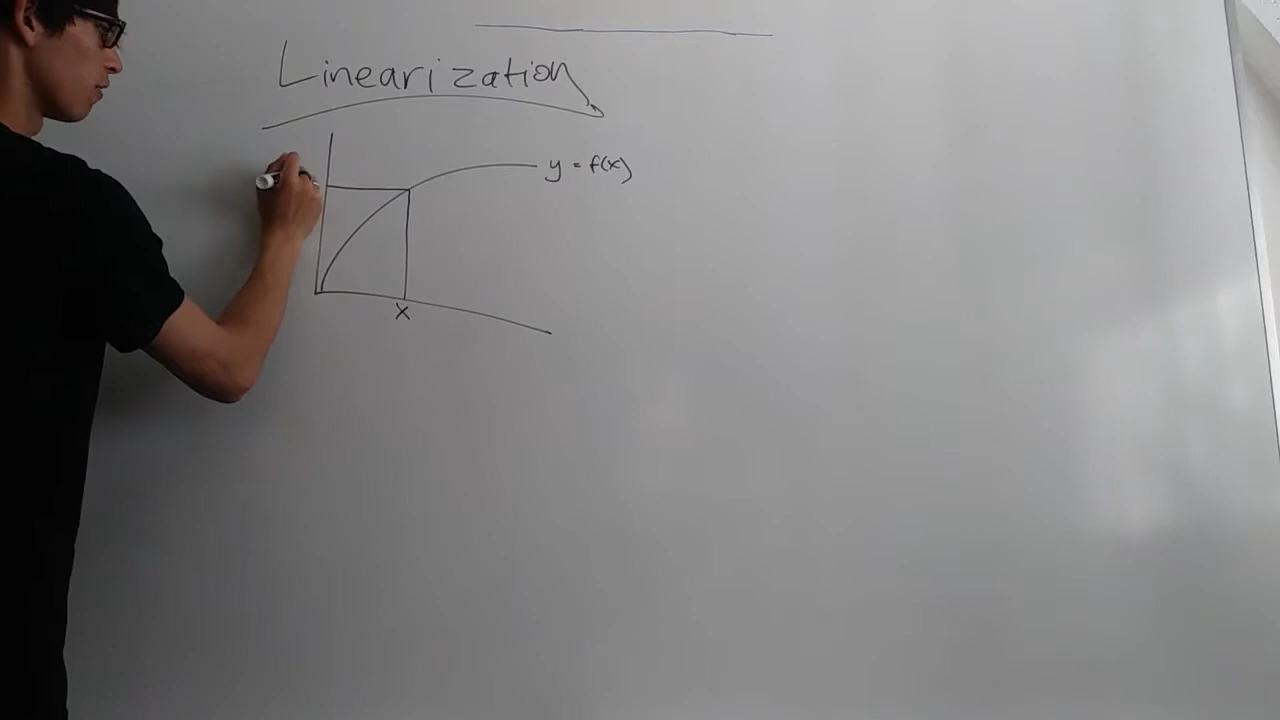 Linearization
y = f(x)
x